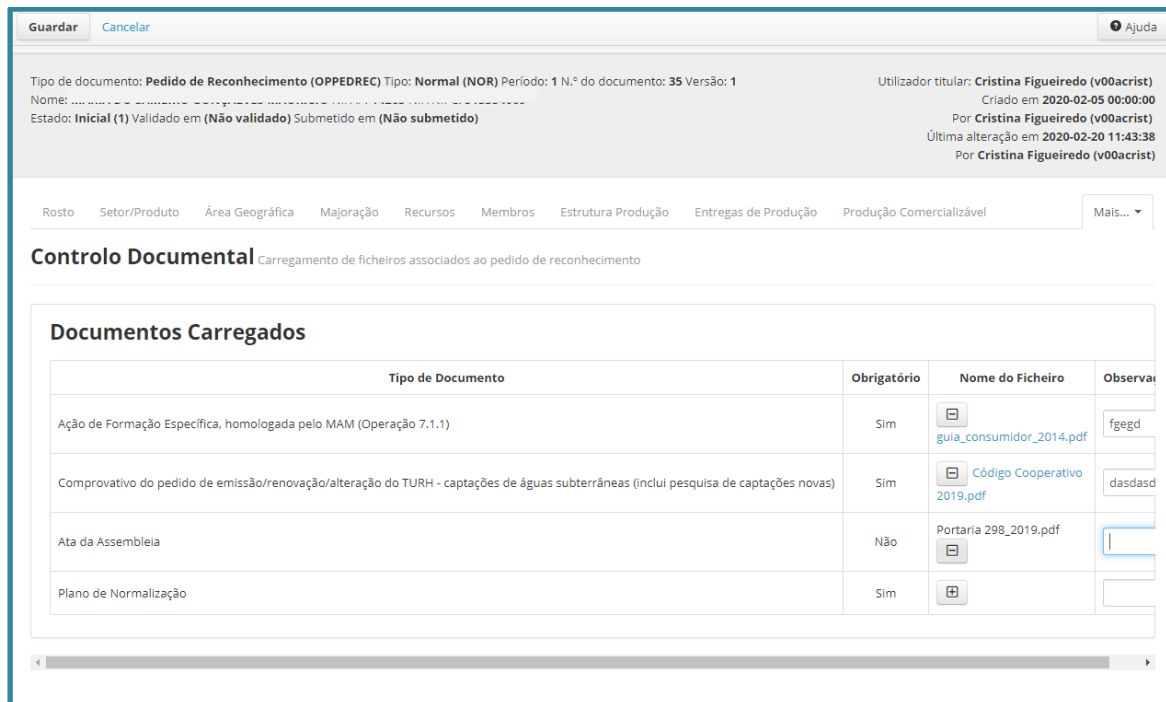 Guardar Cancelar Ajuda
Tipo de documento: Pedido de Reconhecimento (OPPEDREC) Tipo: Normal (NOR) Período: 1 N.º do documento: 35 Versão: 1
Nome:
Estado: Inicial (1) Validado em (Não validado) Submetido em (Não submetido)
Utilizador titular: Cristina Figueiredo (v00acrist)
Criado em 2020-02-05 00:00:00
Por Cristina Figueiredo (v00acrist)
Última alteração em 2020-02-20 11:43:38
Por Cristina Figueiredo (v00acrist)
Rosto Setor/Produto Área Geográfica Majoração Recursos Membros Estrutura Produção Entregas de Produção Produção Comercializável Mais...
Controlo Documental Carregamento de ficheiros associados ao pedido de reconhecimento
Documentos Carregados
Tipo de Documento Obrigatório Nome do Ficheiro Observaç
Ação de Formação Específica, homologada pelo MAM (Operação 7.1.1) Sim guia_consumidor_2014.pdf fgegd
Comprovativo do pedido de emissão/renovação/alteração do TURH - captações de águas subterrâneas (inclui pesquisa de captações novas) Sim Código Cooperativo
2019.pdf dasdasd
Ata da Assembleia Não Portaria 298_2019.pdf
Plano de Normalização Sim